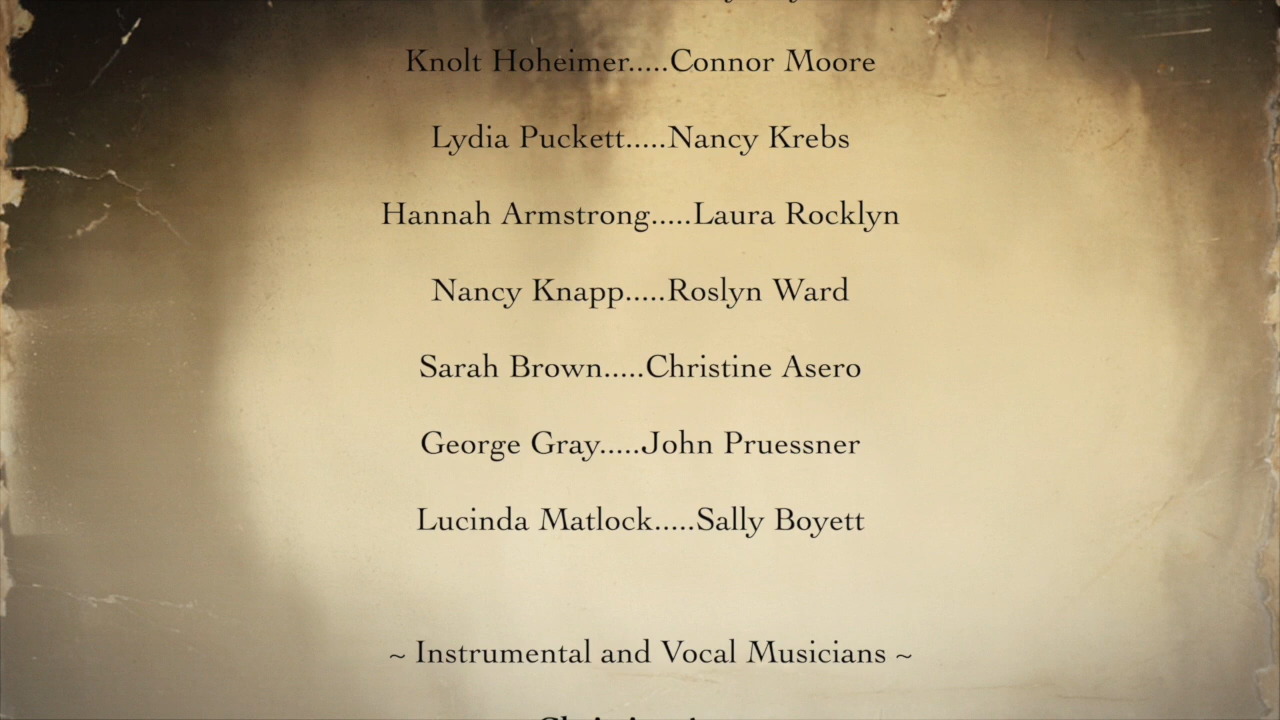 Knolt Hoheimer.....Connor Moore
Lydia Puckett.....Nancy Krebs
Hannah Armstrong.....Laura Rocklyn
Nancy Knapp.....Roslyn Ward
Sarah Brown.....Christine Asero
George Gray.....John Pruessner
Lucinda Matlock.....Sally Boyett
~ Instrumental and Vocal Musicians ~